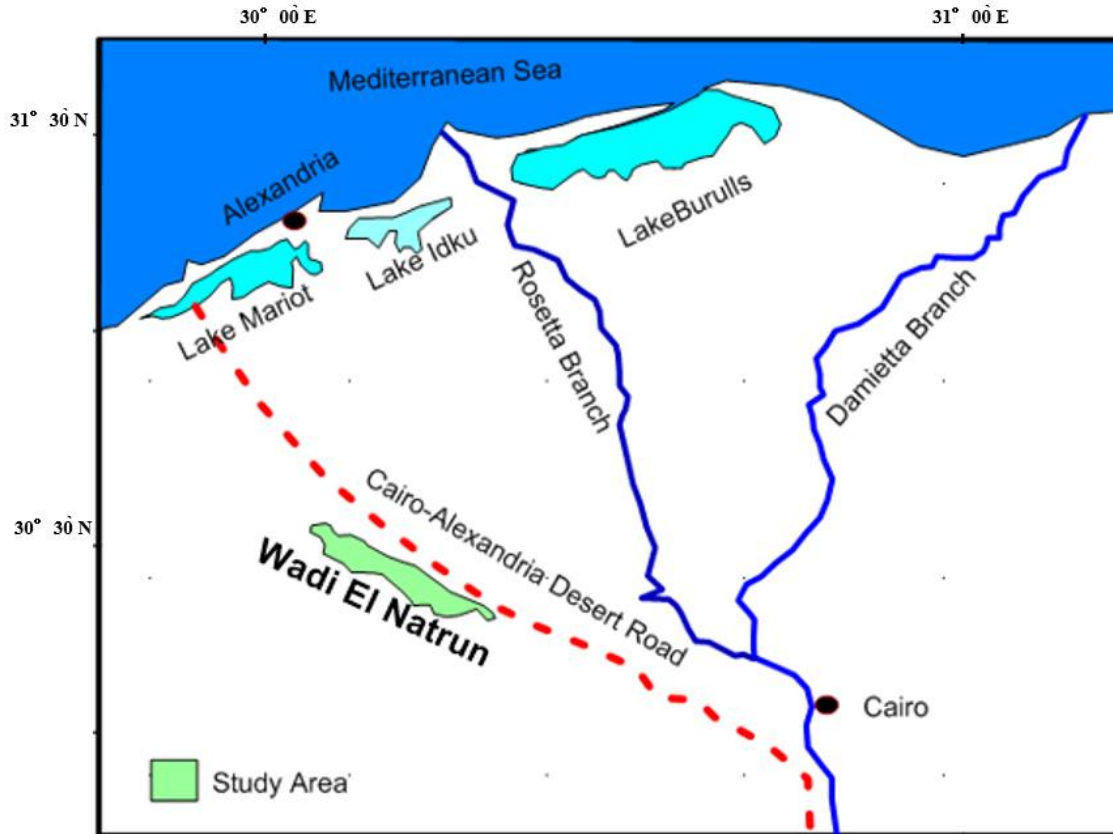 30° 00̀ E
31° 00̀ E
Mediterranean Sea
31° 30̀ N
Alexandria
LakeBurulls
Lake Idku
Lake Mariot
Rosetta Branch
Damietta Branch
Cairo-Alexandria Desert Road
30° 30̀ N
Wadi El Natrun
Cairo
Study Area